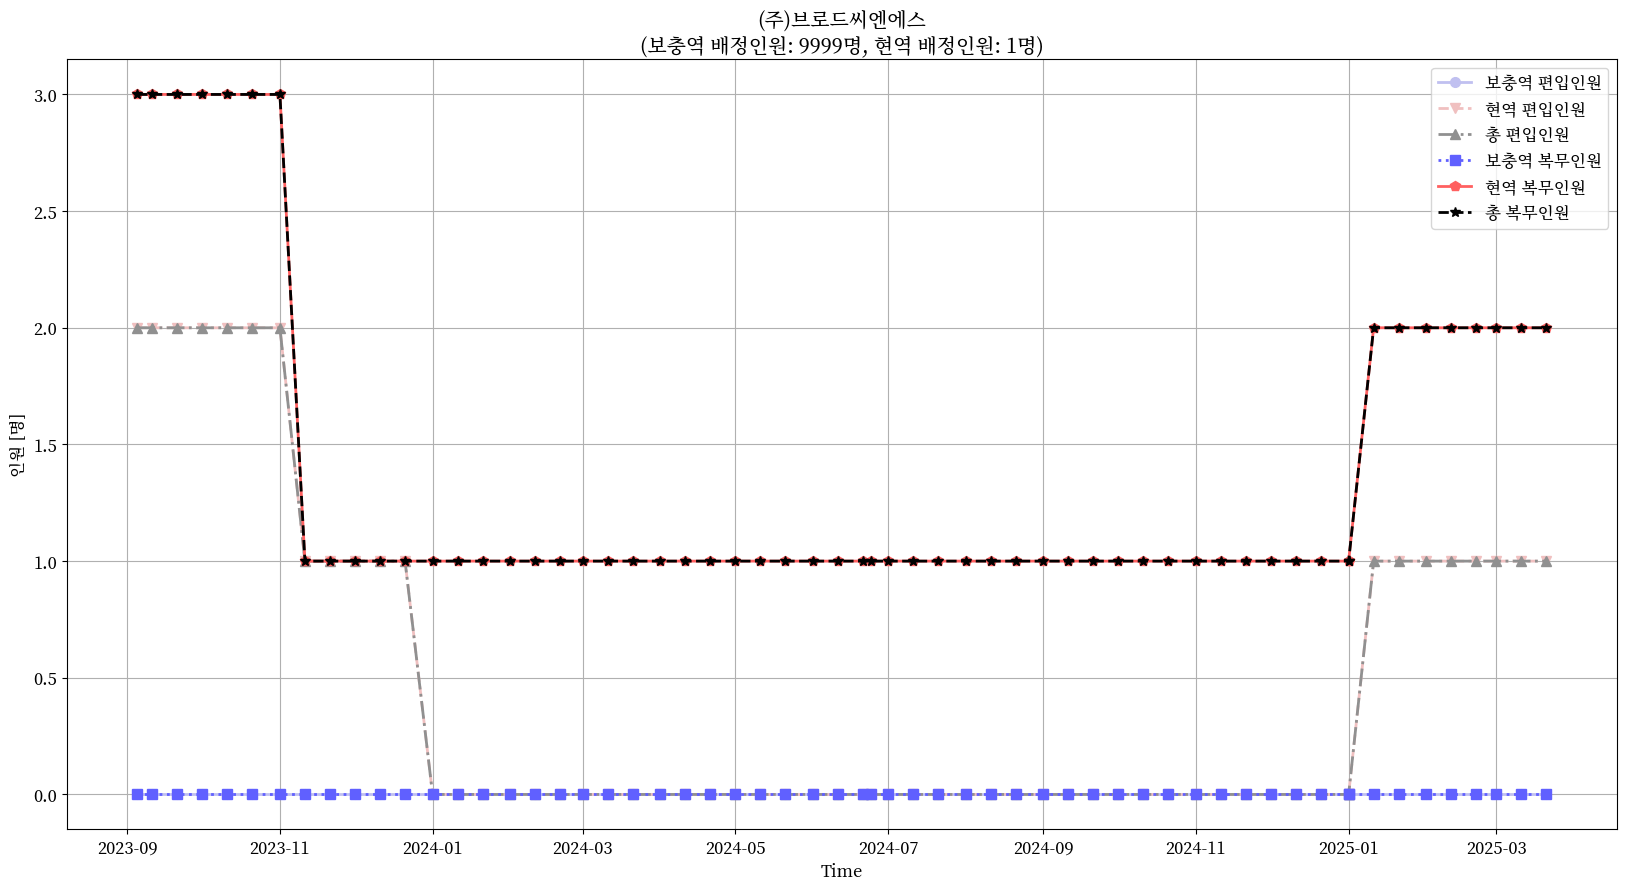 (주)브로드씨엔에스
(보충역 배정인원: 9999명, 현역 배정인원: 1명)
보충역 편입인원
현역 편입인원
총 편입인원
보충역 복무인원
현역 복무인원
총 복무인원
인원 [명]
3.0
2.5
2.0
1.5
1.0
0.5
0.0
2023-09 2023-11 2024-01 2024-03 2024-05 2024-07 2024-09 2024-11 2025-01 2025-03
Time